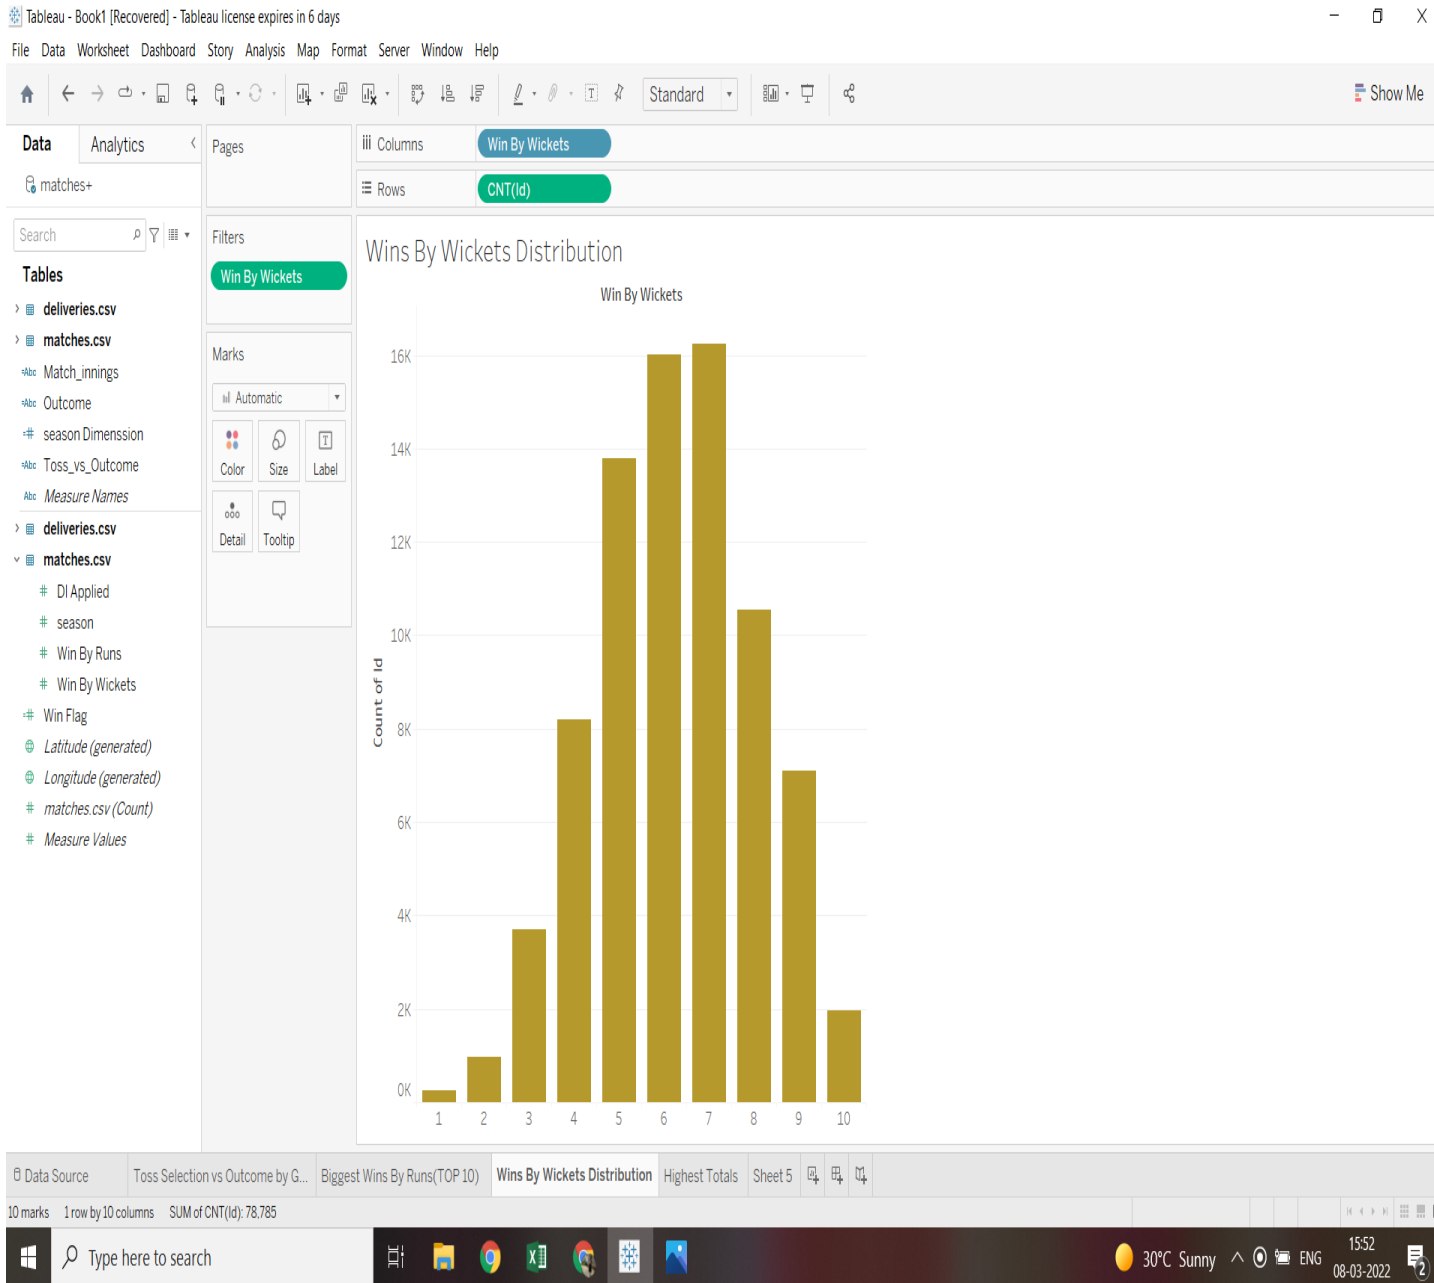 Tableau - Book1 [Recovered] - Tableau license expires in 6 days
File Data Worksheet Dashboard Story Analysis Map Format Server Window Help
Standard
Show Me
Data Analytics
matches+
Search
Tables
deliveries.csv
matches.csv
Abc Match_innings
Abc Outcome
# season Dimenssion
Abc Toss_vs_Outcome
Abc Measure Names
deliveries.csv
matches.csv
# Dl Applied
# season
# Win By Runs
# Win By Wickets
# Win Flag
Latitude (generated)
Longitude (generated)
# matches.csv (Count)
# Measure Values
Pages
Filters
Win By Wickets
Marks
Automatic
Color Size Label
Detail Tooltip
iii Columns Win By Wickets
Rows CNT(Id)
Wins By Wickets Distribution
Win By Wickets
16K
14K
12K
10K
8K
6K
4K
2K
0K
Count of Id
1 2 3 4 5 6 7 8 9 10
Data Source Toss Selection vs Outcome by G... Biggest Wins By Runs(TOP 10) Wins By Wickets Distribution Highest Totals Sheet 5
10 marks 1 row by 10 columns SUM of CNT(Id): 78,785
Type here to search
30°C Sunny ENG
15:52
08-03-2022
2